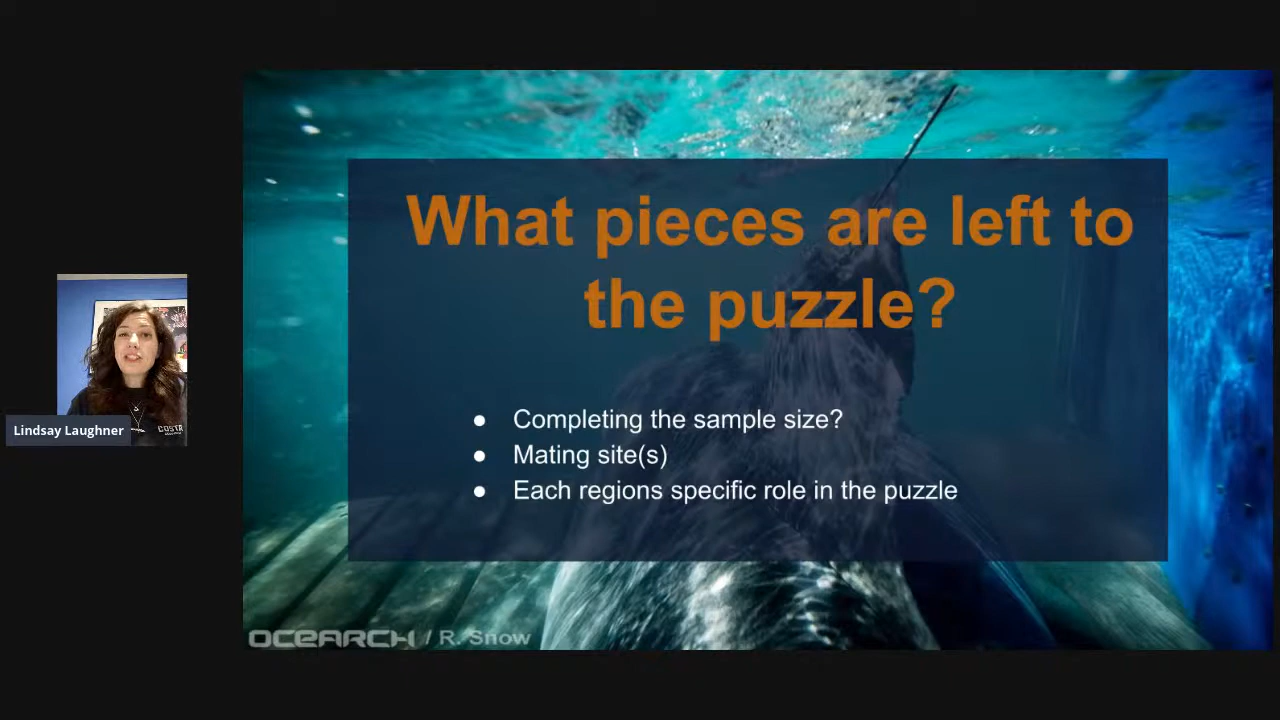 What pieces are left to
the puzzle?
● Completing the sample size?
● Mating site(s)
● Each regions specific role in the puzzle
Lindsay Laughner
COSTA
OCEARCH / R. Snow